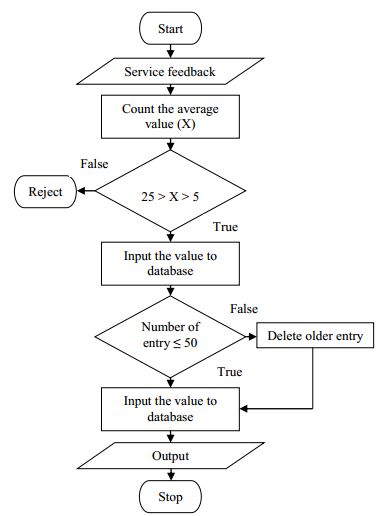 Start
Service feedback
Count the average
value (X)
False
Reject
25 > X > 5
True
Input the value to
database
False
Number of
entry ≤ 50
Delete older entry
True
Input the value to
database
Output
Stop